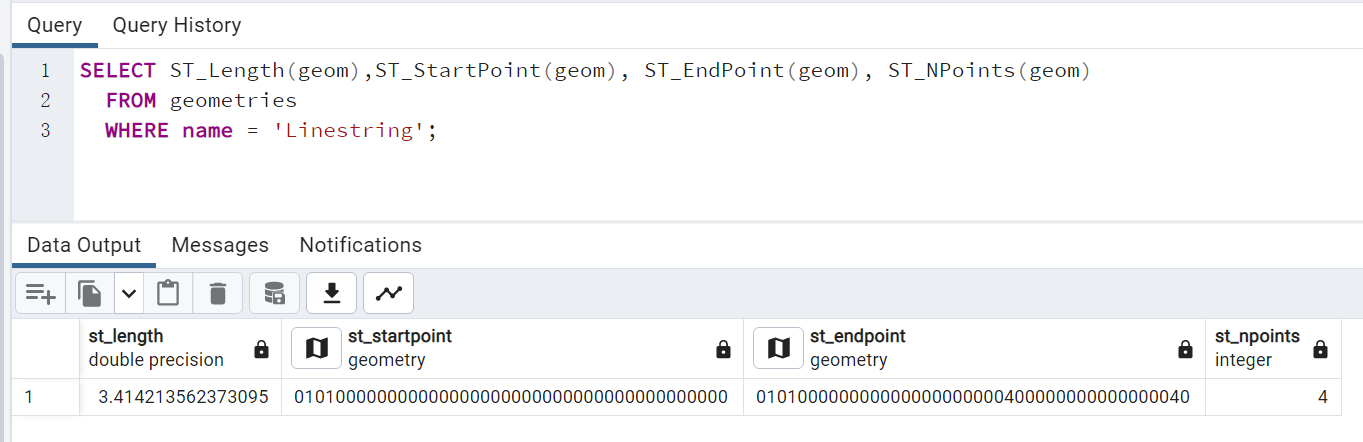 Query Query History
1 SELECT ST_Length(geom),ST_StartPoint(geom), ST_EndPoint(geom), ST_NPoints(geom)
2 FROM geometries
3 WHERE name = 'Linestring';
Data Output Messages Notifications
st_length st_startpoint st_endpoint st_npoints
double precision geometry geometry integer
1 3.414213562373095 010100000000000000000000000000000000000000 010100000000000000000000400000000000000040 4